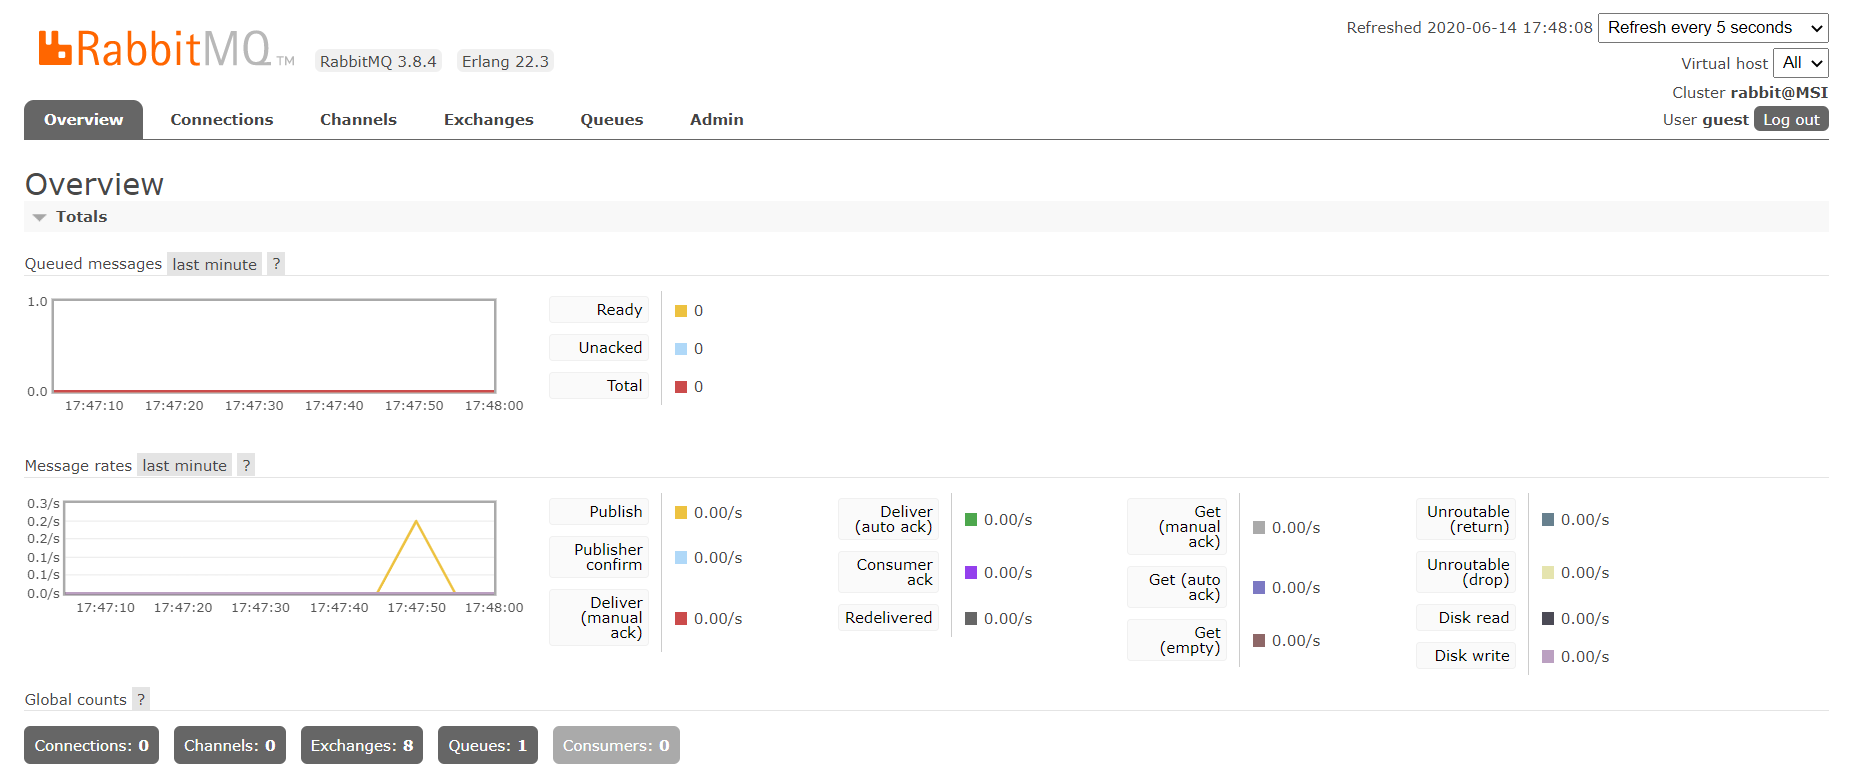 RabbitMQ TM
RabbitMQ 3.8.4 Erlang 22.3
Refreshed 2020-06-14 17:48:08 Refresh every 5 seconds
Virtual host All
Cluster rabbit@MSI
User guest Log out
Overview Connections Channels Exchanges Queues Admin
Overview
Totals
Queued messages last minute ?
1.0
0.0
17:47:10 17:47:20 17:47:30 17:47:40 17:47:50 17:48:00
Ready 0
Unacked 0
Total 0
Message rates last minute ?
0.3/s
0.2/s
0.2/s
0.1/s
0.1/s
0.0/s
17:47:10 17:47:20 17:47:30 17:47:40 17:47:50 17:48:00
Publish 0.00/s
Publisher
confirm 0.00/s
Deliver
(manual
ack) 0.00/s
Deliver
(auto ack) 0.00/s
Consumer
ack 0.00/s
Redelivered 0.00/s
Get
(manual
ack) 0.00/s
Get (auto
ack) 0.00/s
Get
(empty) 0.00/s
Unroutable
(return) 0.00/s
Unroutable
(drop) 0.00/s
Disk read 0.00/s
Disk write 0.00/s
Global counts ?
Connections: 0 Channels: 0 Exchanges: 8 Queues: 1 Consumers: 0